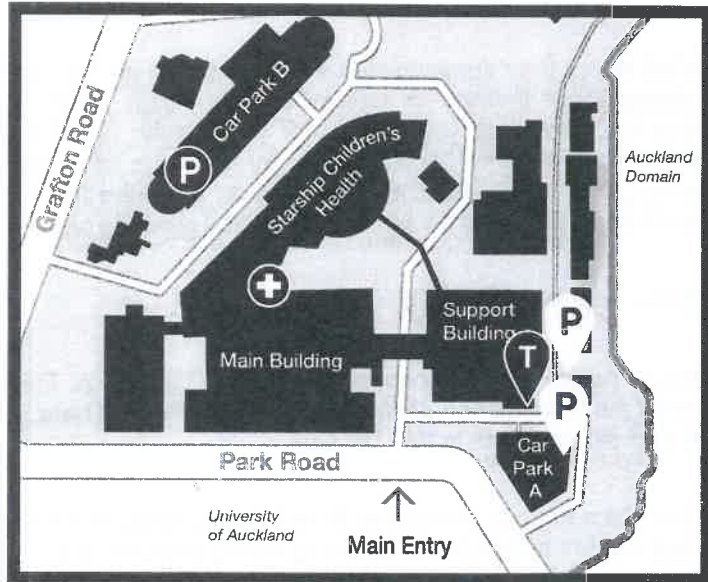 Grafton Road
Car Park B
P
Starship Children's
Health
Auckland
Domain
Support
Building
P
T
Main Building
P
Car
Park
A
Park Road
University
of Auckland
Main Entry